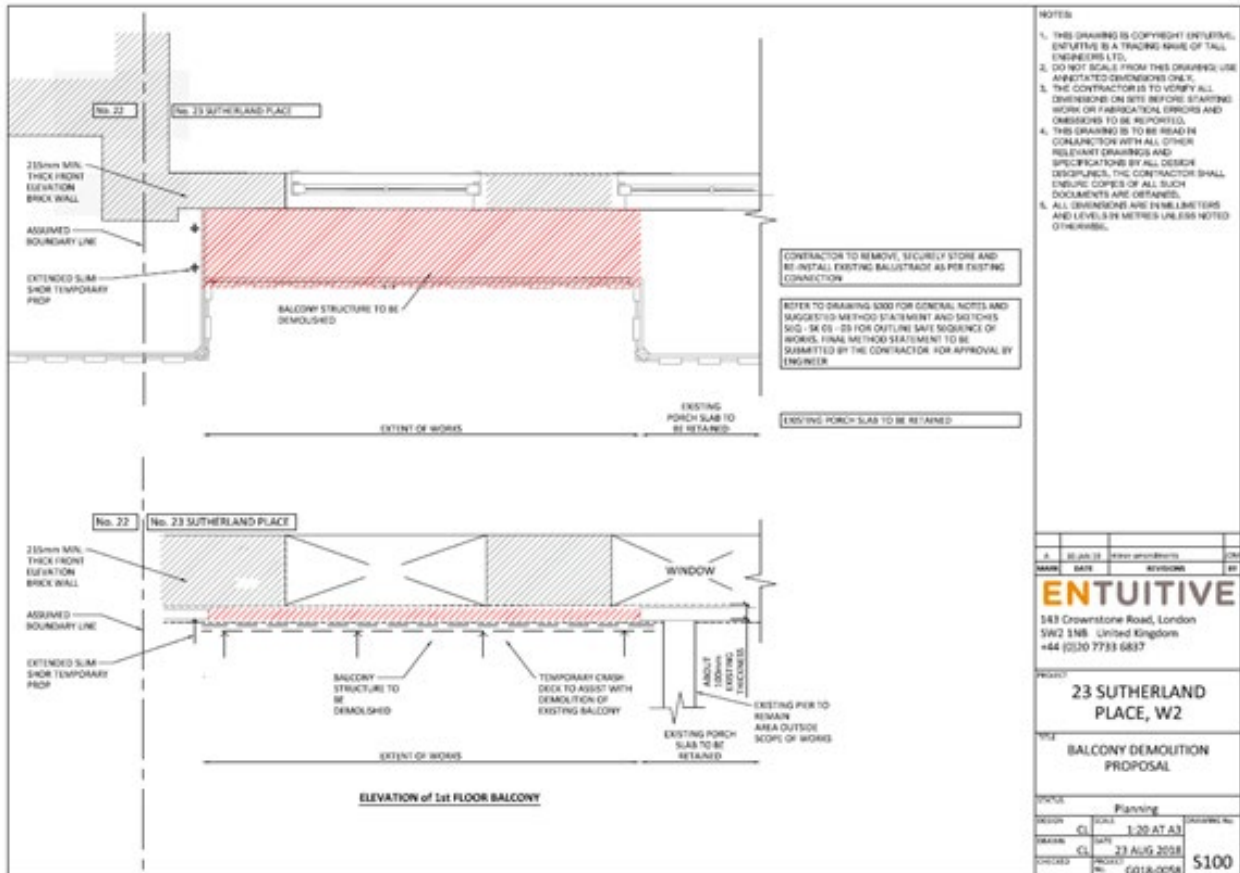 No. 22
No. 23 SUTHERLAND PLACE
215mm MIN.
THICK FRONT
ELEVATION
BRICK WALL
ASSUMED
BOUNDARY LINE
EXTENDED SLIM
SHOR TEMPORARY
PROP
BALCONY STRUCTURE TO BE
DEMOLISHED
EXTENT OF WORKS
EXISTING
PORCH SLAB TO
BE RETAINED
CONTRACTOR TO REMOVE, SECURELY STORE AND
RE-INSTALL EXISTING BALUSTRADE AS PER EXISTING
CONNECTION
REFER TO DRAWING S000 FOR GENERAL NOTES AND
SUGGESTED METHOD STATEMENT AND SKETCHES
SEQ - SK 01 - 03 FOR OUTLINE SAFE SEQUENCE OF
WORKS. FINAL METHOD STATEMENT TO BE
SUBMITTED BY THE CONTRACTOR FOR APPROVAL BY
ENGINEER
EXISTING PORCH SLAB TO BE RETAINED
No. 22
No. 23 SUTHERLAND PLACE
215mm MIN.
THICK FRONT
ELEVATION
BRICK WALL
ASSUMED
BOUNDARY LINE
EXTENDED SLIM
SHOR TEMPORARY
PROP
WINDOW
BALCONY
STRUCTURE TO
BE
DEMOLISHED
TEMPORARY CRASH
DECK TO ASSIST WITH
DEMOLITION OF
EXISTING BALCONY
ABOUT
100mm
EXISTING
THICKNESS
EXISTING PIER TO
REMAIN
AREA OUTSIDE
SCOPE OF WORKS
EXTENT OF WORKS
EXISTING PORCH
SLAB TO BE
RETAINED
ELEVATION of 1st FLOOR BALCONY
NOTES:
1. THIS DRAWING IS COPYRIGHT ENTUITIVE.
ENTUITIVE IS A TRADING NAME OF TALL
ENGINEERS LTD.
2. DO NOT SCALE FROM THIS DRAWING; USE
ANNOTATED DIMENSIONS ONLY.
3. THE CONTRACTOR IS TO VERIFY ALL
DIMENSIONS ON SITE BEFORE STARTING
WORK OR FABRICATION. ERRORS AND
OMISSIONS TO BE REPORTED.
4. THIS DRAWING IS TO BE READ IN
CONJUNCTION WITH ALL OTHER
RELEVANT DRAWINGS AND
SPECIFICATIONS BY ALL DESIGN
DISCIPLINES. THE CONTRACTOR SHALL
ENSURE COPIES OF ALL SUCH
DOCUMENTS ARE OBTAINED.
5. ALL DIMENSIONS ARE IN MILLIMETERS
AND LEVELS IN METRES UNLESS NOTED
OTHERWISE.
A
MARK DATE REVISIONS BY
ENTUITIVE
143 Crownstone Road, London
SW2 1NB United Kingdom
+44 (0)20 7733 6837
PROJECT
23 SUTHERLAND
PLACE, W2
TITLE
BALCONY DEMOLITION
PROPOSAL
STATUS
Planning
DESIGN CL SCALE 1:20 AT A3 DRAWING No.
DRAWN CL DATE 23 AUG 2018
CHECKED PROJECT No. G018-0058
S100